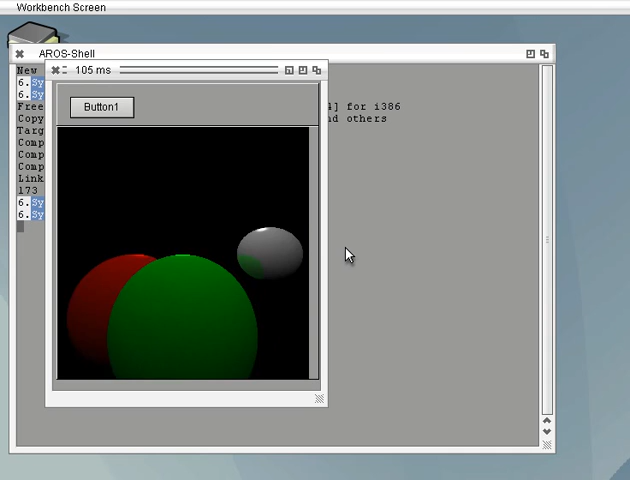 Workbench Screen
AROS-Shell
105 ms
Button1
New
6.Sy
6.Sy
Free 4] for i386
Copy nd others
Targ
Comp
Comp
Comp
Link
173
6.Sy
6.Sy